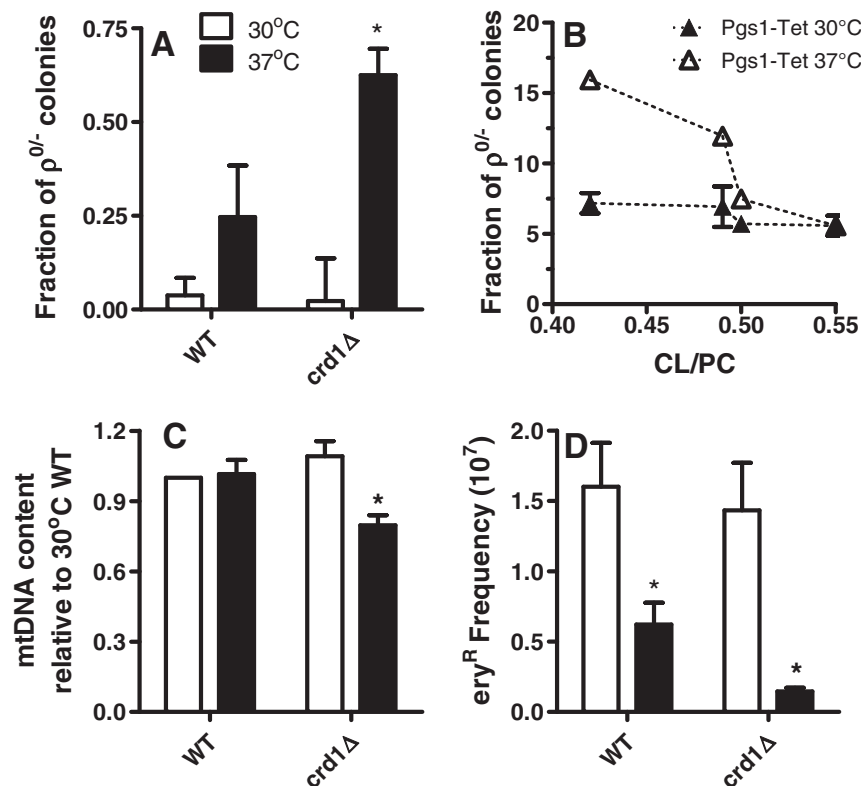 A
30°C
37°C
*
0.75
0.50
0.25
0.00
Fraction of ρ0/- colonies
WT
crd1Δ
B
Pgs1-Tet 30°C
Pgs1-Tet 37°C
20
15
10
5
0
Fraction of ρ0/- colonies
0.40
0.45
0.50
0.55
CL/PC
C
*
1.2
0.9
0.6
0.3
0.0
mtDNA content
relative to 30°C WT
WT
crd1Δ
D
*
*
2.0
1.5
1.0
0.5
0.0
eryR Frequency (10⁷)
WT
crd1Δ